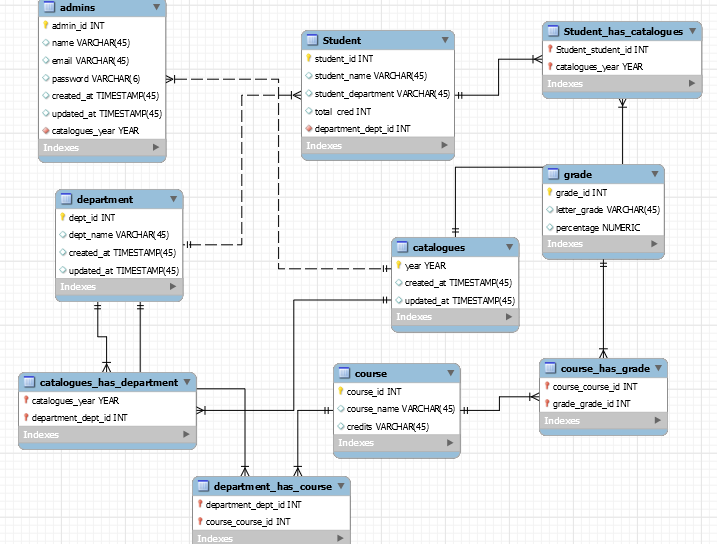 admins
admin_id INT
name VARCHAR(45)
email VARCHAR(45)
password VARCHAR(6)
created_at TIMESTAMP(45)
updated_at TIMESTAMP(45)
catalogues_year YEAR
Indexes
Student
student_id INT
student_name VARCHAR(45)
student_department VARCHAR(45)
total cred INT
department_dept_id INT
Indexes
Student_has_catalogues
Student_student_id INT
catalogues_year YEAR
Indexes
department
dept_id INT
dept_name VARCHAR(45)
created_at TIMESTAMP(45)
updated_at TIMESTAMP(45)
Indexes
grade
grade_id INT
letter_grade VARCHAR(45)
percentage NUMERIC
Indexes
catalogues
year YEAR
created_at TIMESTAMP(45)
updated_at TIMESTAMP(45)
Indexes
catalogues_has_department
catalogues_year YEAR
department_dept_id INT
Indexes
course
course_id INT
course_name VARCHAR(45)
credits VARCHAR(45)
Indexes
course_has_grade
course_course_id INT
grade_grade_id INT
Indexes
department_has_course
department_dept_id INT
course_course_id INT
Indexes